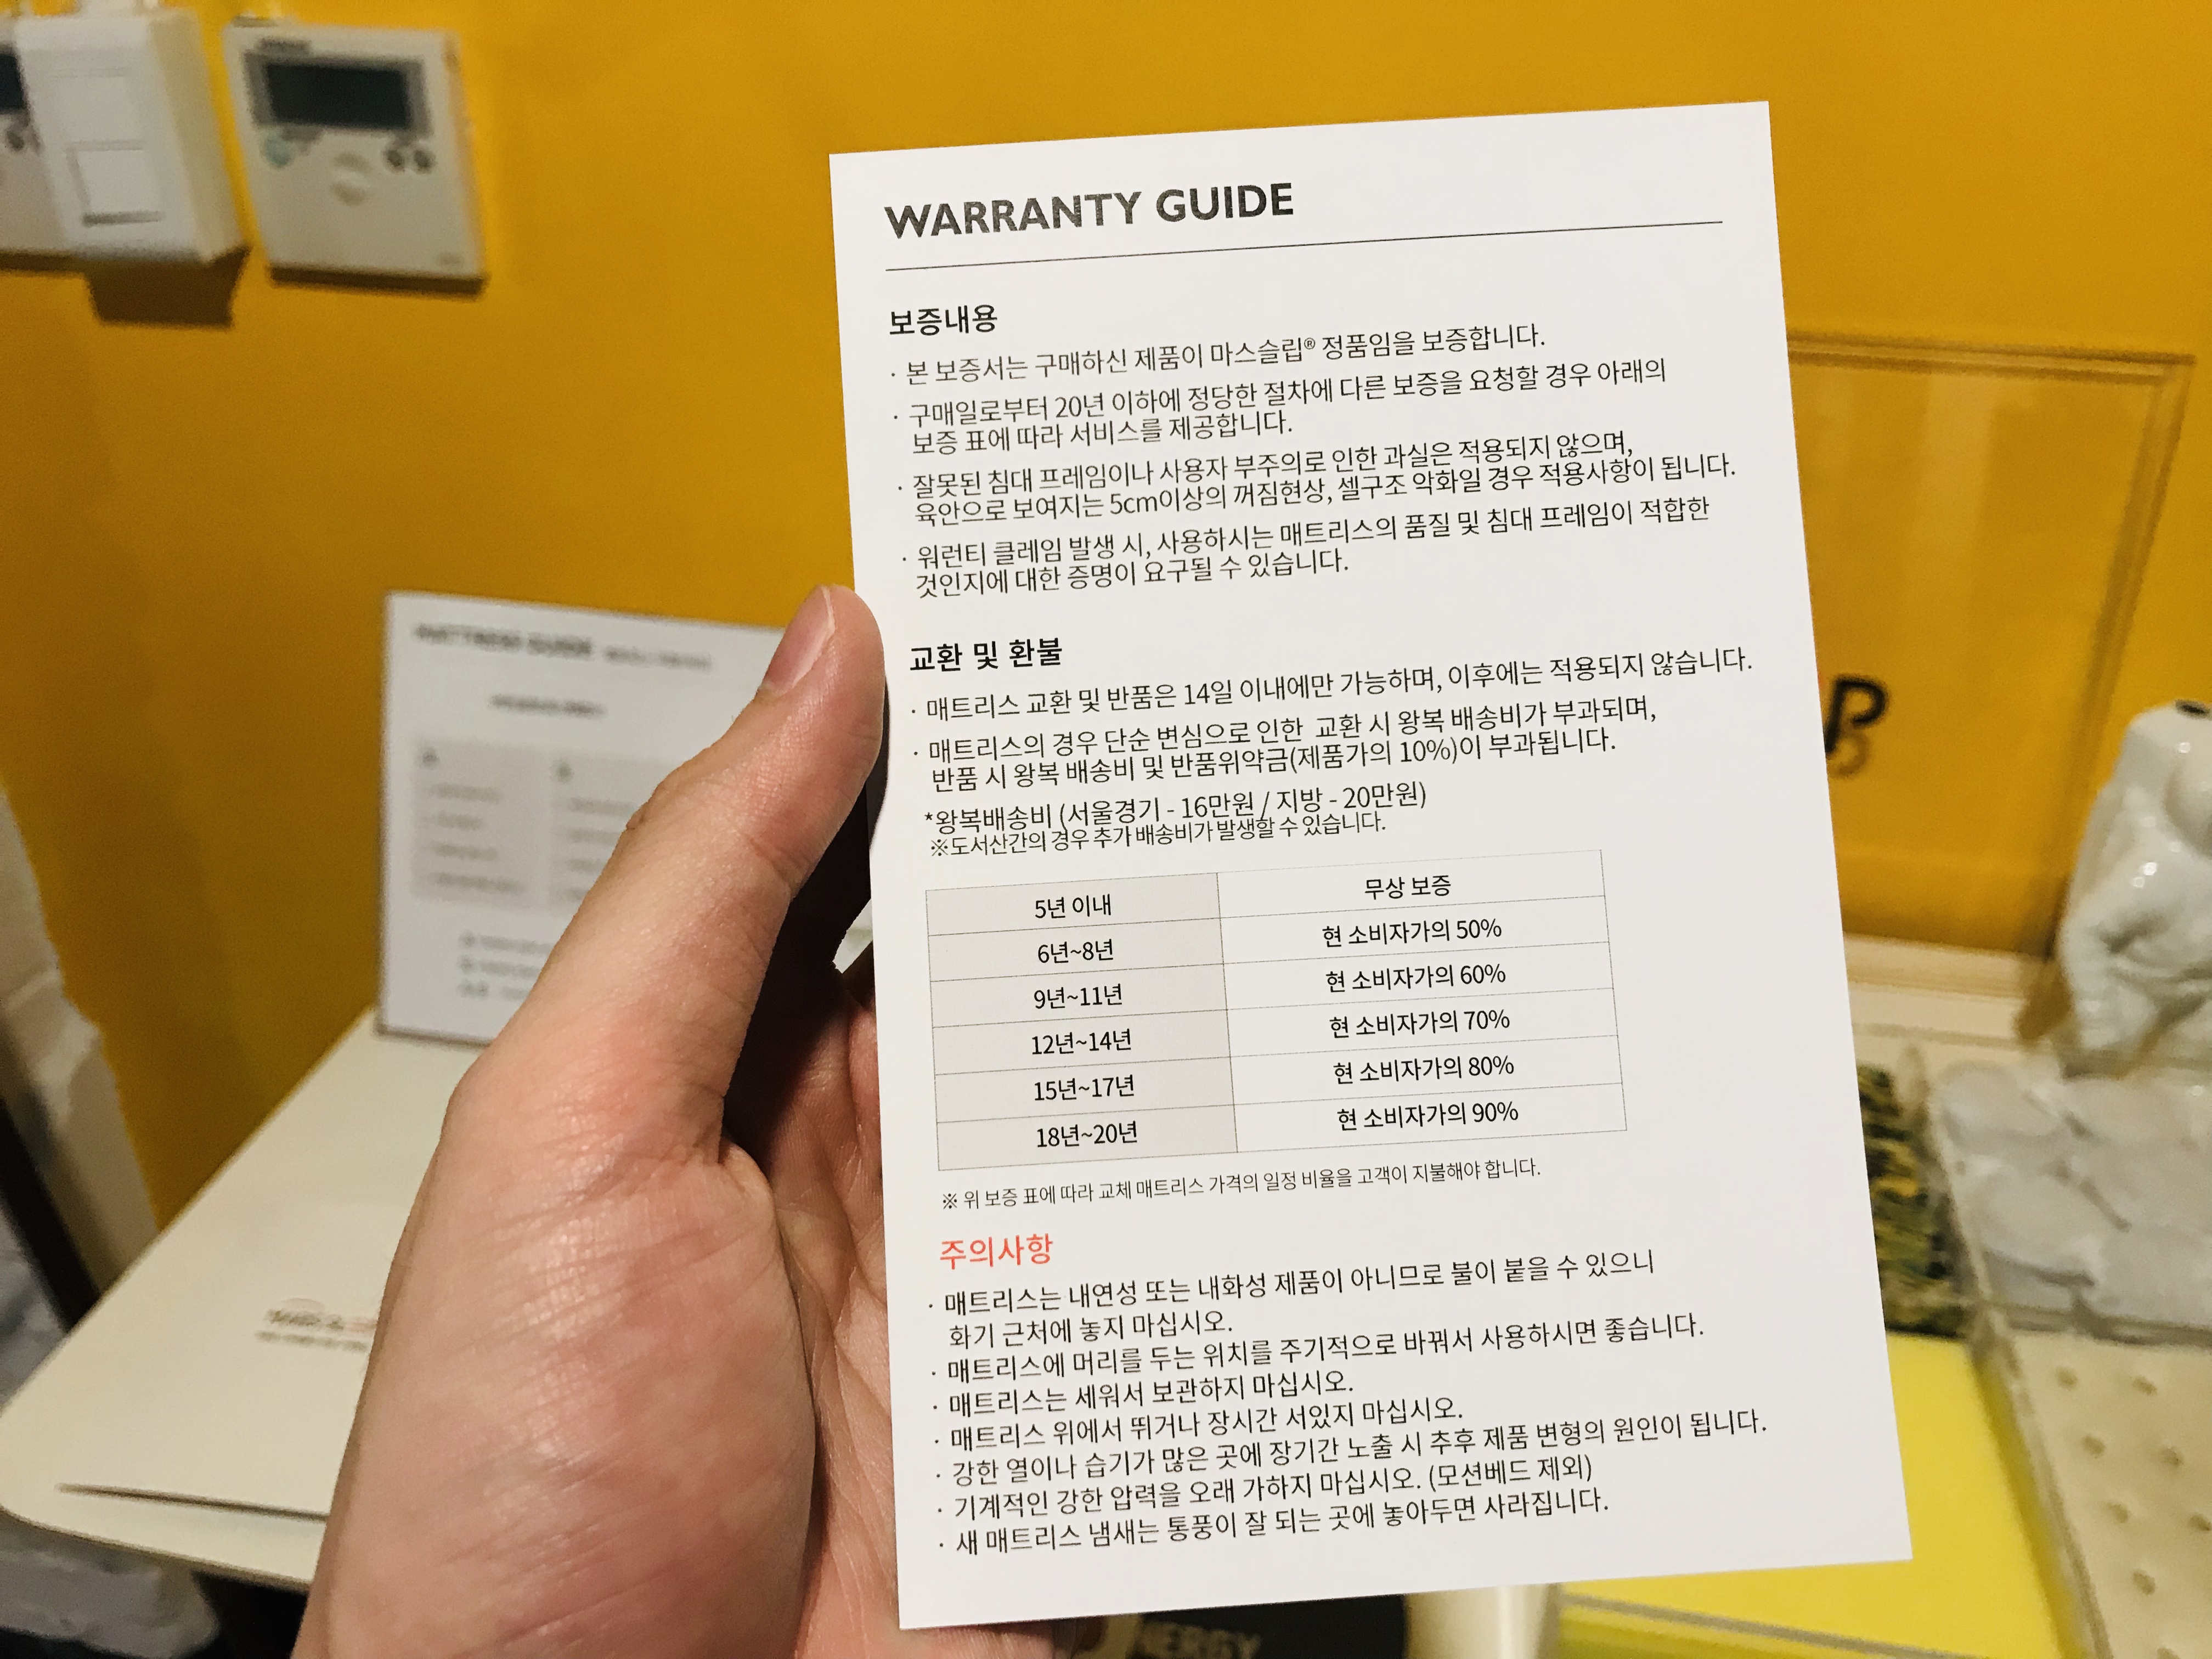 WARRANTY GUIDE
보증내용
· 본 보증서는 구매하신 제품이 마스슬립® 정품임을 보증합니다.
· 구매일로부터 20년 이하에 정당한 절차에 다른 보증을 요청할 경우 아래의
보증 표에 따라 서비스를 제공합니다.
· 잘못된 침대 프레임이나 사용자 부주의로 인한 과실은 적용되지 않으며,
육안으로 보여지는 5cm이상의 꺼짐현상, 셀구조 악화일 경우 적용사항이 됩니다.
· 워런티 클레임 발생 시, 사용하시는 매트리스의 품질 및 침대 프레임이 적합한
것인지에 대한 증명이 요구될 수 있습니다.
교환 및 환불
· 매트리스 교환 및 반품은 14일 이내에만 가능하며, 이후에는 적용되지 않습니다.
· 매트리스의 경우 단순 변심으로 인한 교환 시 왕복 배송비가 부과되며,
반품 시 왕복 배송비 및 반품위약금(제품가의 10%)이 부과됩니다.
*왕복배송비 (서울경기 - 16만원 / 지방 - 20만원)
※도서산간의 경우 추가 배송비가 발생할 수 있습니다.
5년 이내 무상 보증
6년~8년 현 소비자가의 50%
9년~11년 현 소비자가의 60%
12년~14년 현 소비자가의 70%
15년~17년 현 소비자가의 80%
18년~20년 현 소비자가의 90%
※ 위 보증 표에 따라 교체 매트리스 가격의 일정 비율을 고객이 지불해야 합니다.
주의사항
· 매트리스는 내연성 또는 내화성 제품이 아니므로 불이 붙을 수 있으니
화기 근처에 놓지 마십시오.
· 매트리스에 머리를 두는 위치를 주기적으로 바꿔서 사용하시면 좋습니다.
· 매트리스는 세워서 보관하지 마십시오.
· 매트리스 위에서 뛰거나 장시간 서있지 마십시오.
· 강한 열이나 습기가 많은 곳에 장기간 노출 시 추후 제품 변형의 원인이 됩니다.
· 기계적인 강한 압력을 오래 가하지 마십시오. (모션베드 제외)
· 새 매트리스 냄새는 통풍이 잘 되는 곳에 놓아두면 사라집니다.
MATTRESS GUIDE